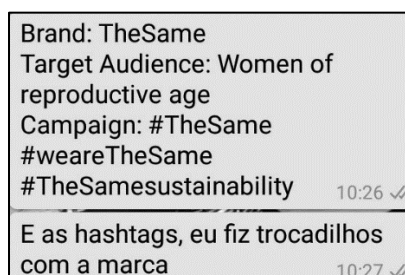 Brand: TheSame
Target Audience: Women of
reproductive age
Campaign: #TheSame
#weareTheSame
#TheSamesustainability 10:26
E as hashtags, eu fiz trocadilhos
com a marca 10:27